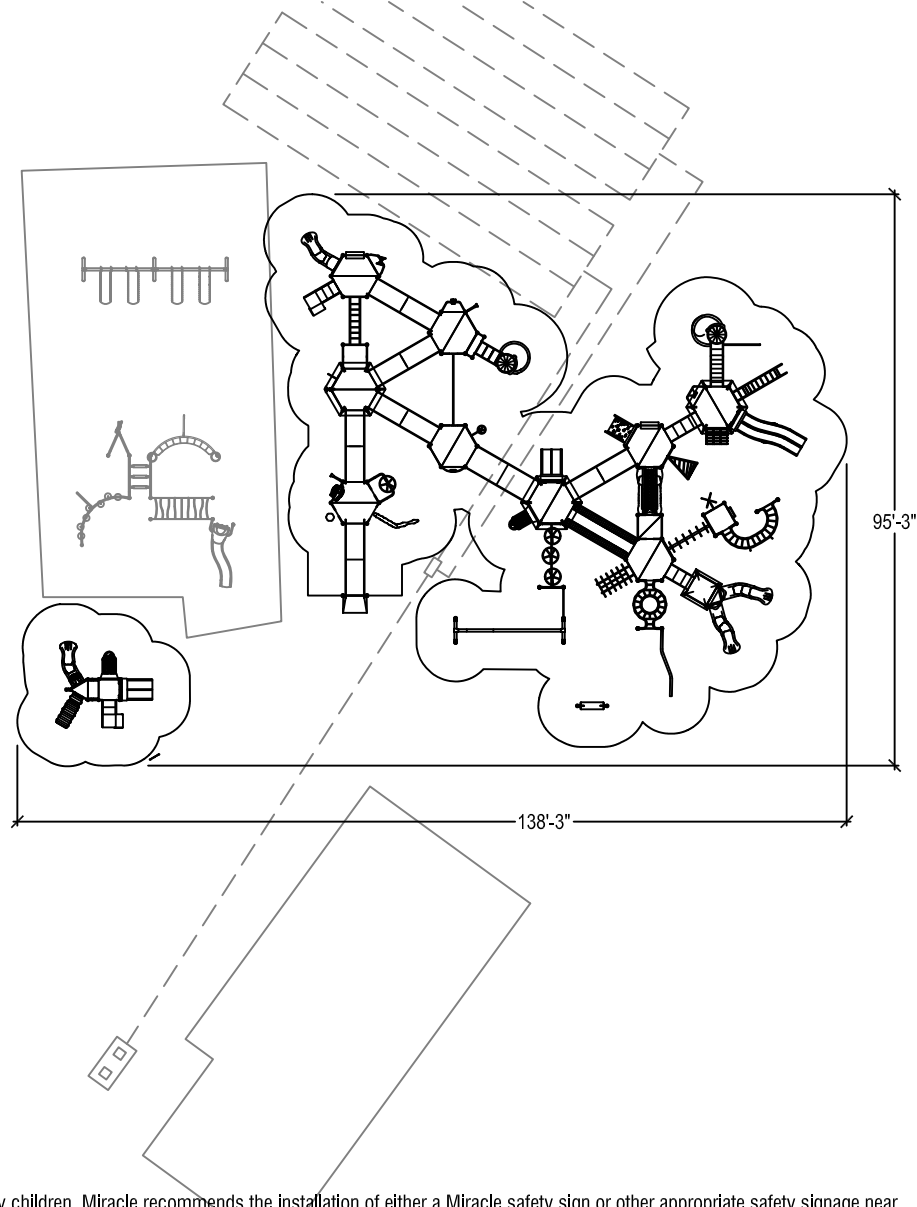 95'-3"
138'-3"
children. Miracle recommends the installation of either a Miracle safety sign or other appropriate safety signage near